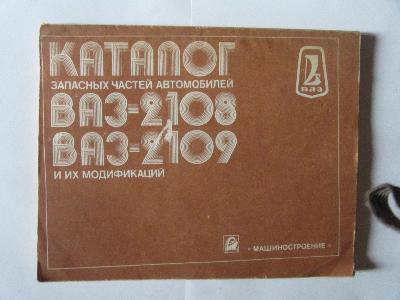 КАТАЛОГ
ЗАПАСНЫХ ЧАСТЕЙ АВТОМОБИЛЕЙ
ВАЗ-2108
ВАЗ-2109
И ИХ МОДИФИКАЦИЙ
ВАЗ
« МАШИНОСТРОЕНИЕ »